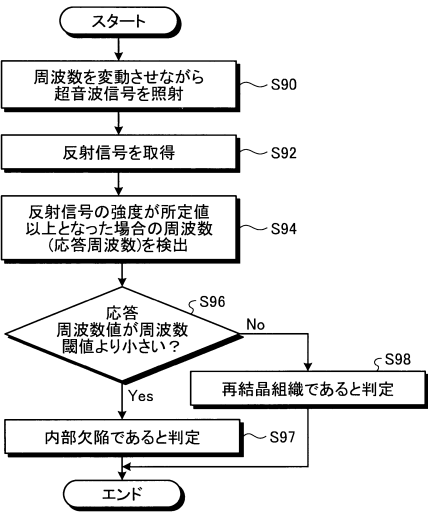 スタート
周波数を変動させながら
超音波信号を照射
S90
反射信号を取得
S92
反射信号の強度が所定値
以上となった場合の周波数
(応答周波数)を検出
S94
応答
周波数値が周波数
閾値より小さい？
S96
No
Yes
再結晶組織であると判定
S98
内部欠陥であると判定
S97
エンド